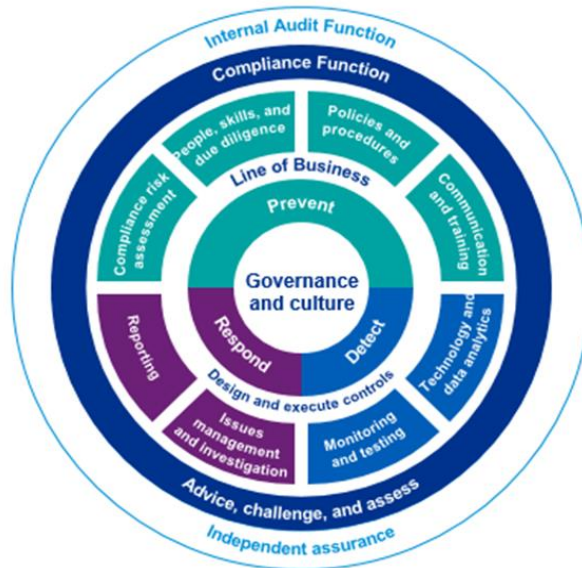 Internal Audit Function
Compliance Function
People, skills, and
due diligence
Policies and
procedures
Line of Business
Compliance risk
assessment
Communication
and training
Prevent
Governance
and culture
Respond
Detect
Reporting
Technology and
data analytics
Design and execute controls
Issues
management
and investigation
Monitoring
and testing
Advice, challenge, and assess
Independent assurance